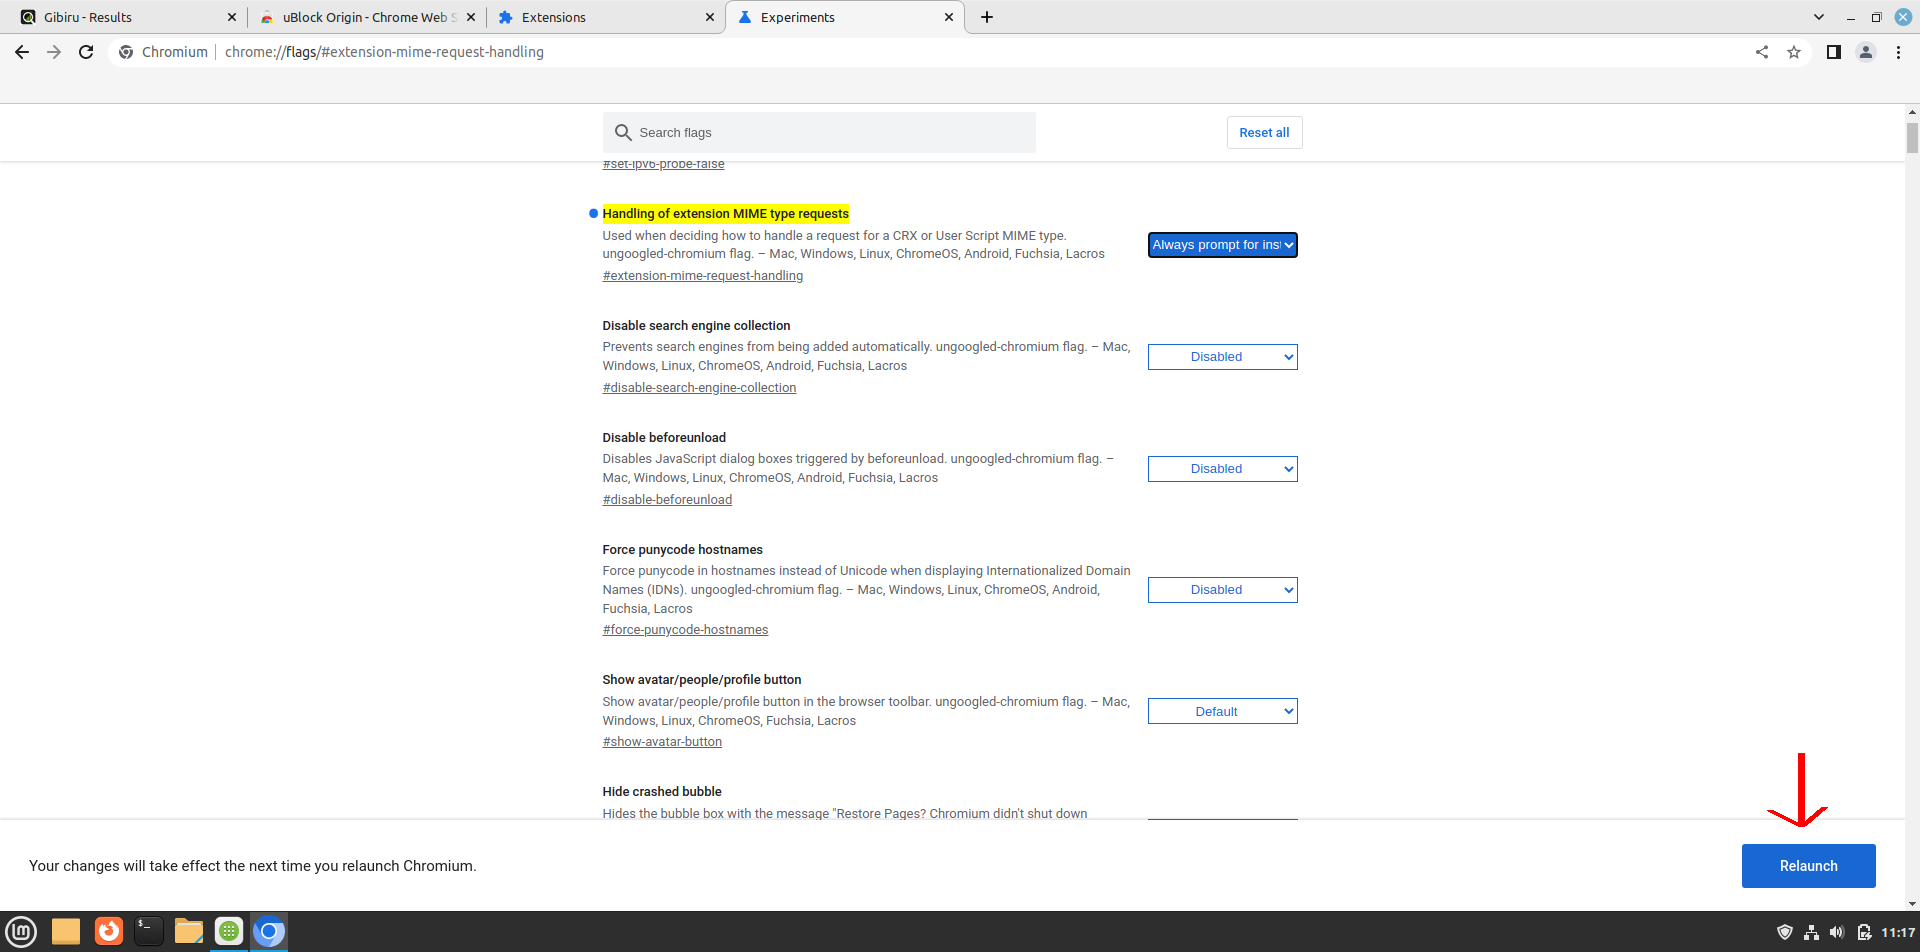 Gibiru - Results
uBlock Origin - Chrome Web S
Extensions
Experiments
Chromium
chrome://flags/#extension-mime-request-handling
Search flags
Reset all
#set-ipv6-probe-false
Handling of extension MIME type requests
Used when deciding how to handle a request for a CRX or User Script MIME type.
ungoogled-chromium flag. – Mac, Windows, Linux, ChromeOS, Android, Fuchsia, Lacros
#extension-mime-request-handling
Always prompt for inst
Disable search engine collection
Prevents search engines from being added automatically. ungoogled-chromium flag. – Mac,
Windows, Linux, ChromeOS, Android, Fuchsia, Lacros
#disable-search-engine-collection
Disabled
Disable beforeunload
Disables JavaScript dialog boxes triggered by beforeunload. ungoogled-chromium flag. –
Mac, Windows, Linux, ChromeOS, Android, Fuchsia, Lacros
#disable-beforeunload
Disabled
Force punycode hostnames
Force punycode in hostnames instead of Unicode when displaying Internationalized Domain
Names (IDNs). ungoogled-chromium flag. – Mac, Windows, Linux, ChromeOS, Android,
Fuchsia, Lacros
#force-punycode-hostnames
Disabled
Show avatar/people/profile button
Show avatar/people/profile button in the browser toolbar. ungoogled-chromium flag. – Mac,
Windows, Linux, ChromeOS, Fuchsia, Lacros
#show-avatar-button
Default
Hide crashed bubble
Hides the bubble box with the message "Restore Pages? Chromium didn't shut down
Your changes will take effect the next time you relaunch Chromium.
Relaunch
11:17